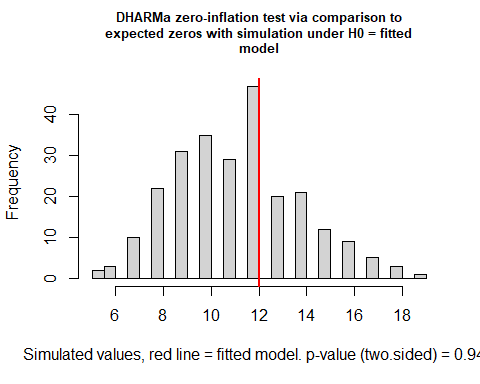 DHARMa zero-inflation test via comparison to
expected zeros with simulation under H0 = fitted
model
Frequency
40
30
20
10
0
6 8 10 12 14 16 18
Simulated values, red line = fitted model. p-value (two.sided) = 0.94